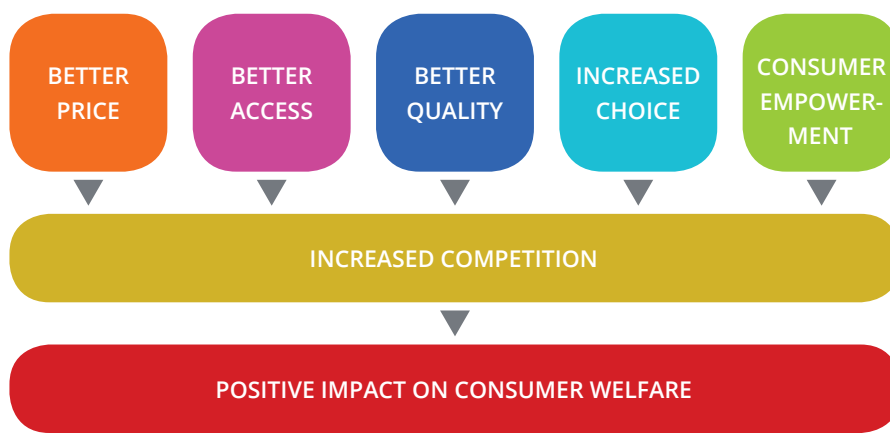 BETTER
PRICE
BETTER
ACCESS
BETTER
QUALITY
INCREASED
CHOICE
CONSUMER
EMPOWER-
MENT
INCREASED COMPETITION
POSITIVE IMPACT ON CONSUMER WELFARE